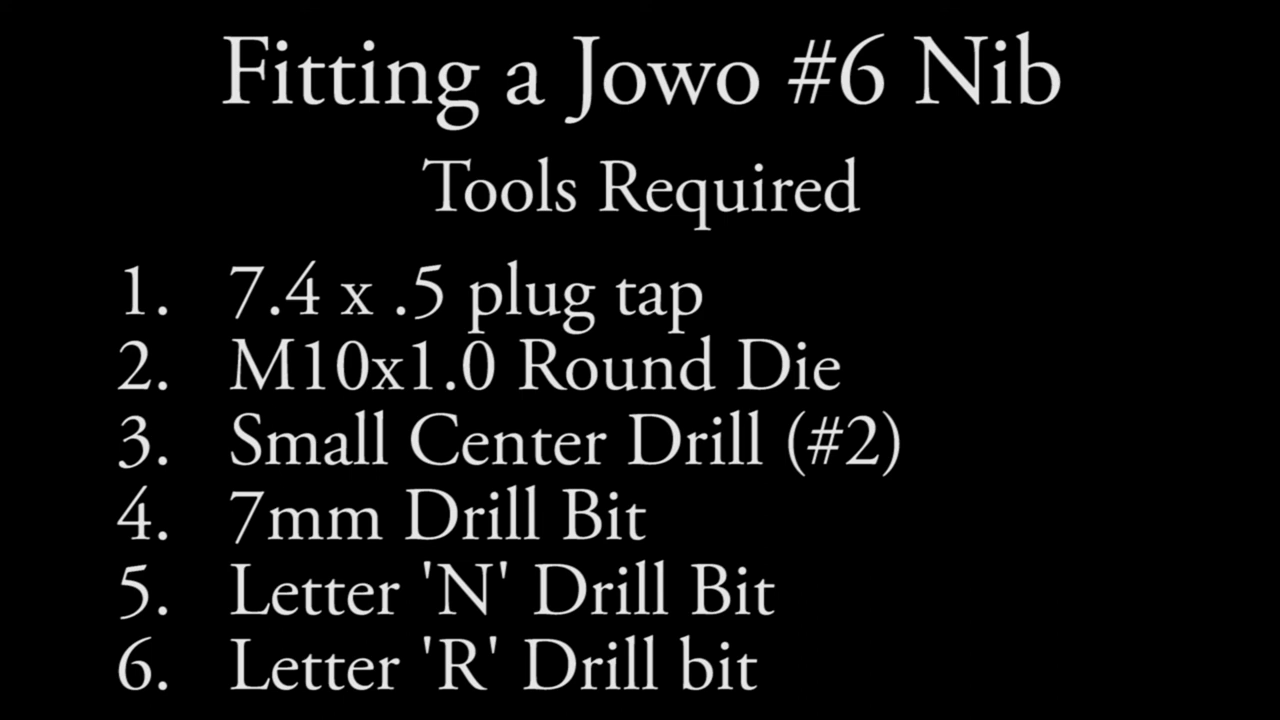 Fitting a Jowo #6 Nib
Tools Required
1. 7.4 x .5 plug tap
2. M10x1.0 Round Die
3. Small Center Drill (#2)
4. 7mm Drill Bit
5. Letter 'N' Drill Bit
6. Letter 'R' Drill bit